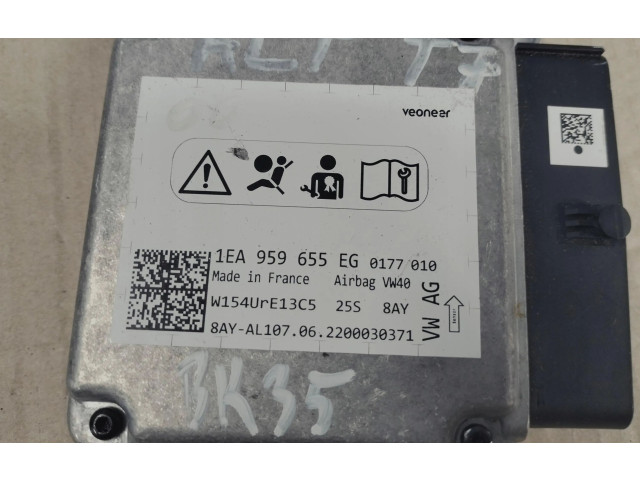 T7
veoneer
1EA 959 655 EG 0177 010
Made in France Airbag VW40
W154UrE13C5 25S 8AY
8AY-AL107.06.2200030371
VW AG
BK35